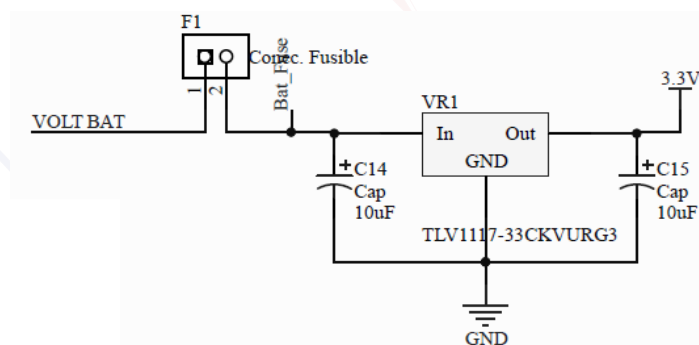 F1
Conec. Fusible
1
2
Bat_Fuse
VOLT BAT
VR1
In
Out
GND
3.3V
C14
Cap
10uF
C15
Cap
10uF
TLV1117-33CKVURG3
GND